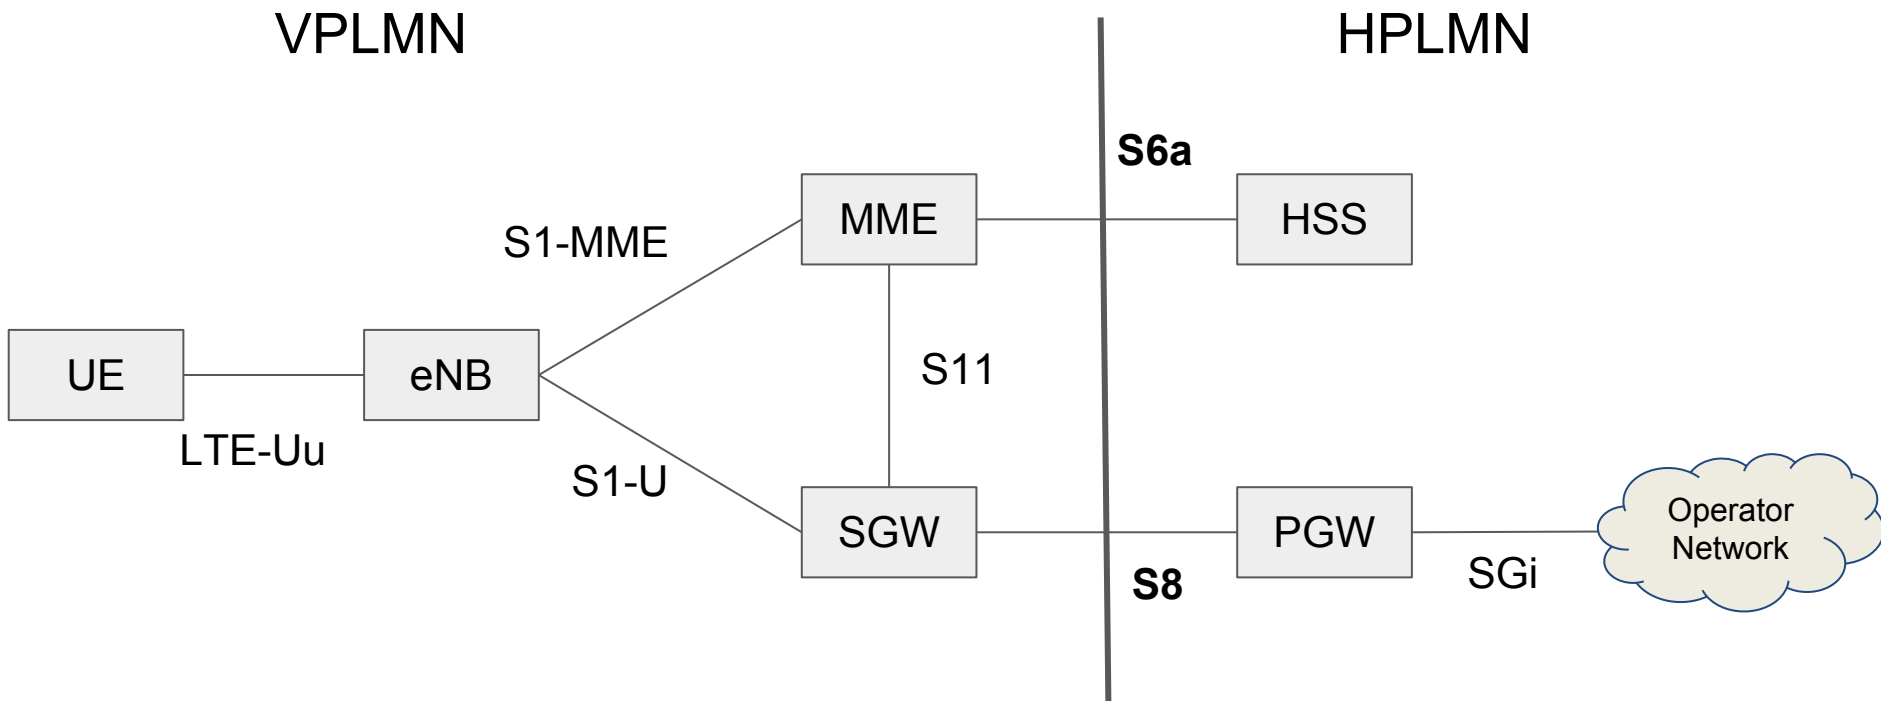 VPLMN
HPLMN
S6a
MME
HSS
S1-MME
UE
eNB
S11
LTE-Uu
S1-U
SGW
PGW
Operator
Network
S8
SGi